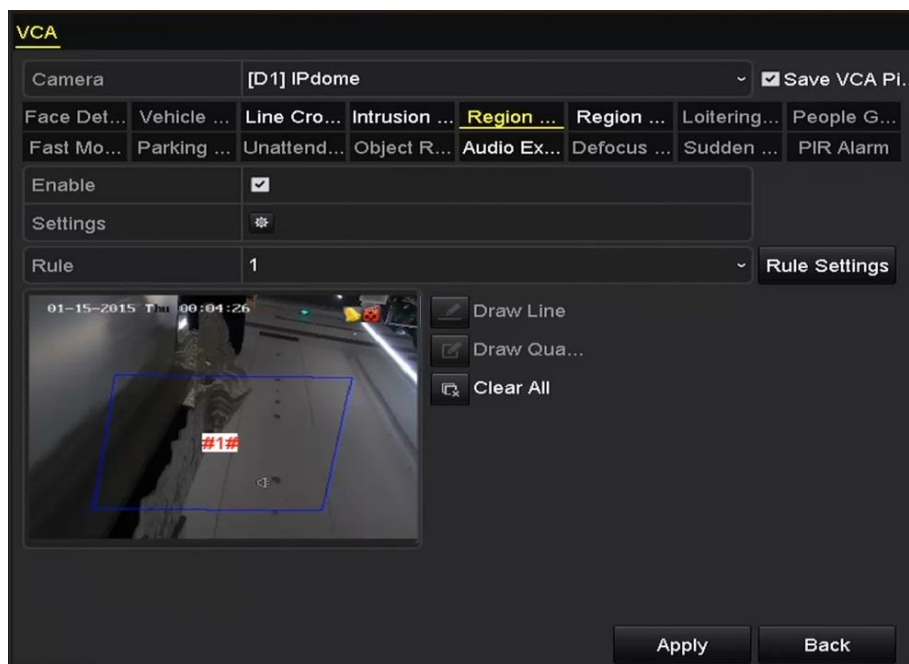 VCA
Camera [D1] IPdome Save VCA Pi...
Face Det... Vehicle ... Line Cro... Intrusion ... Region ... Region ... Loitering... People G...
Fast Mo... Parking ... Unattend... Object R... Audio Ex... Defocus ... Sudden ... PIR Alarm
Enable
Settings
Rule 1 Rule Settings
01-15-2015 Thu 00:04:26
Draw Line
Draw Qua...
Clear All
#1#
Apply Back